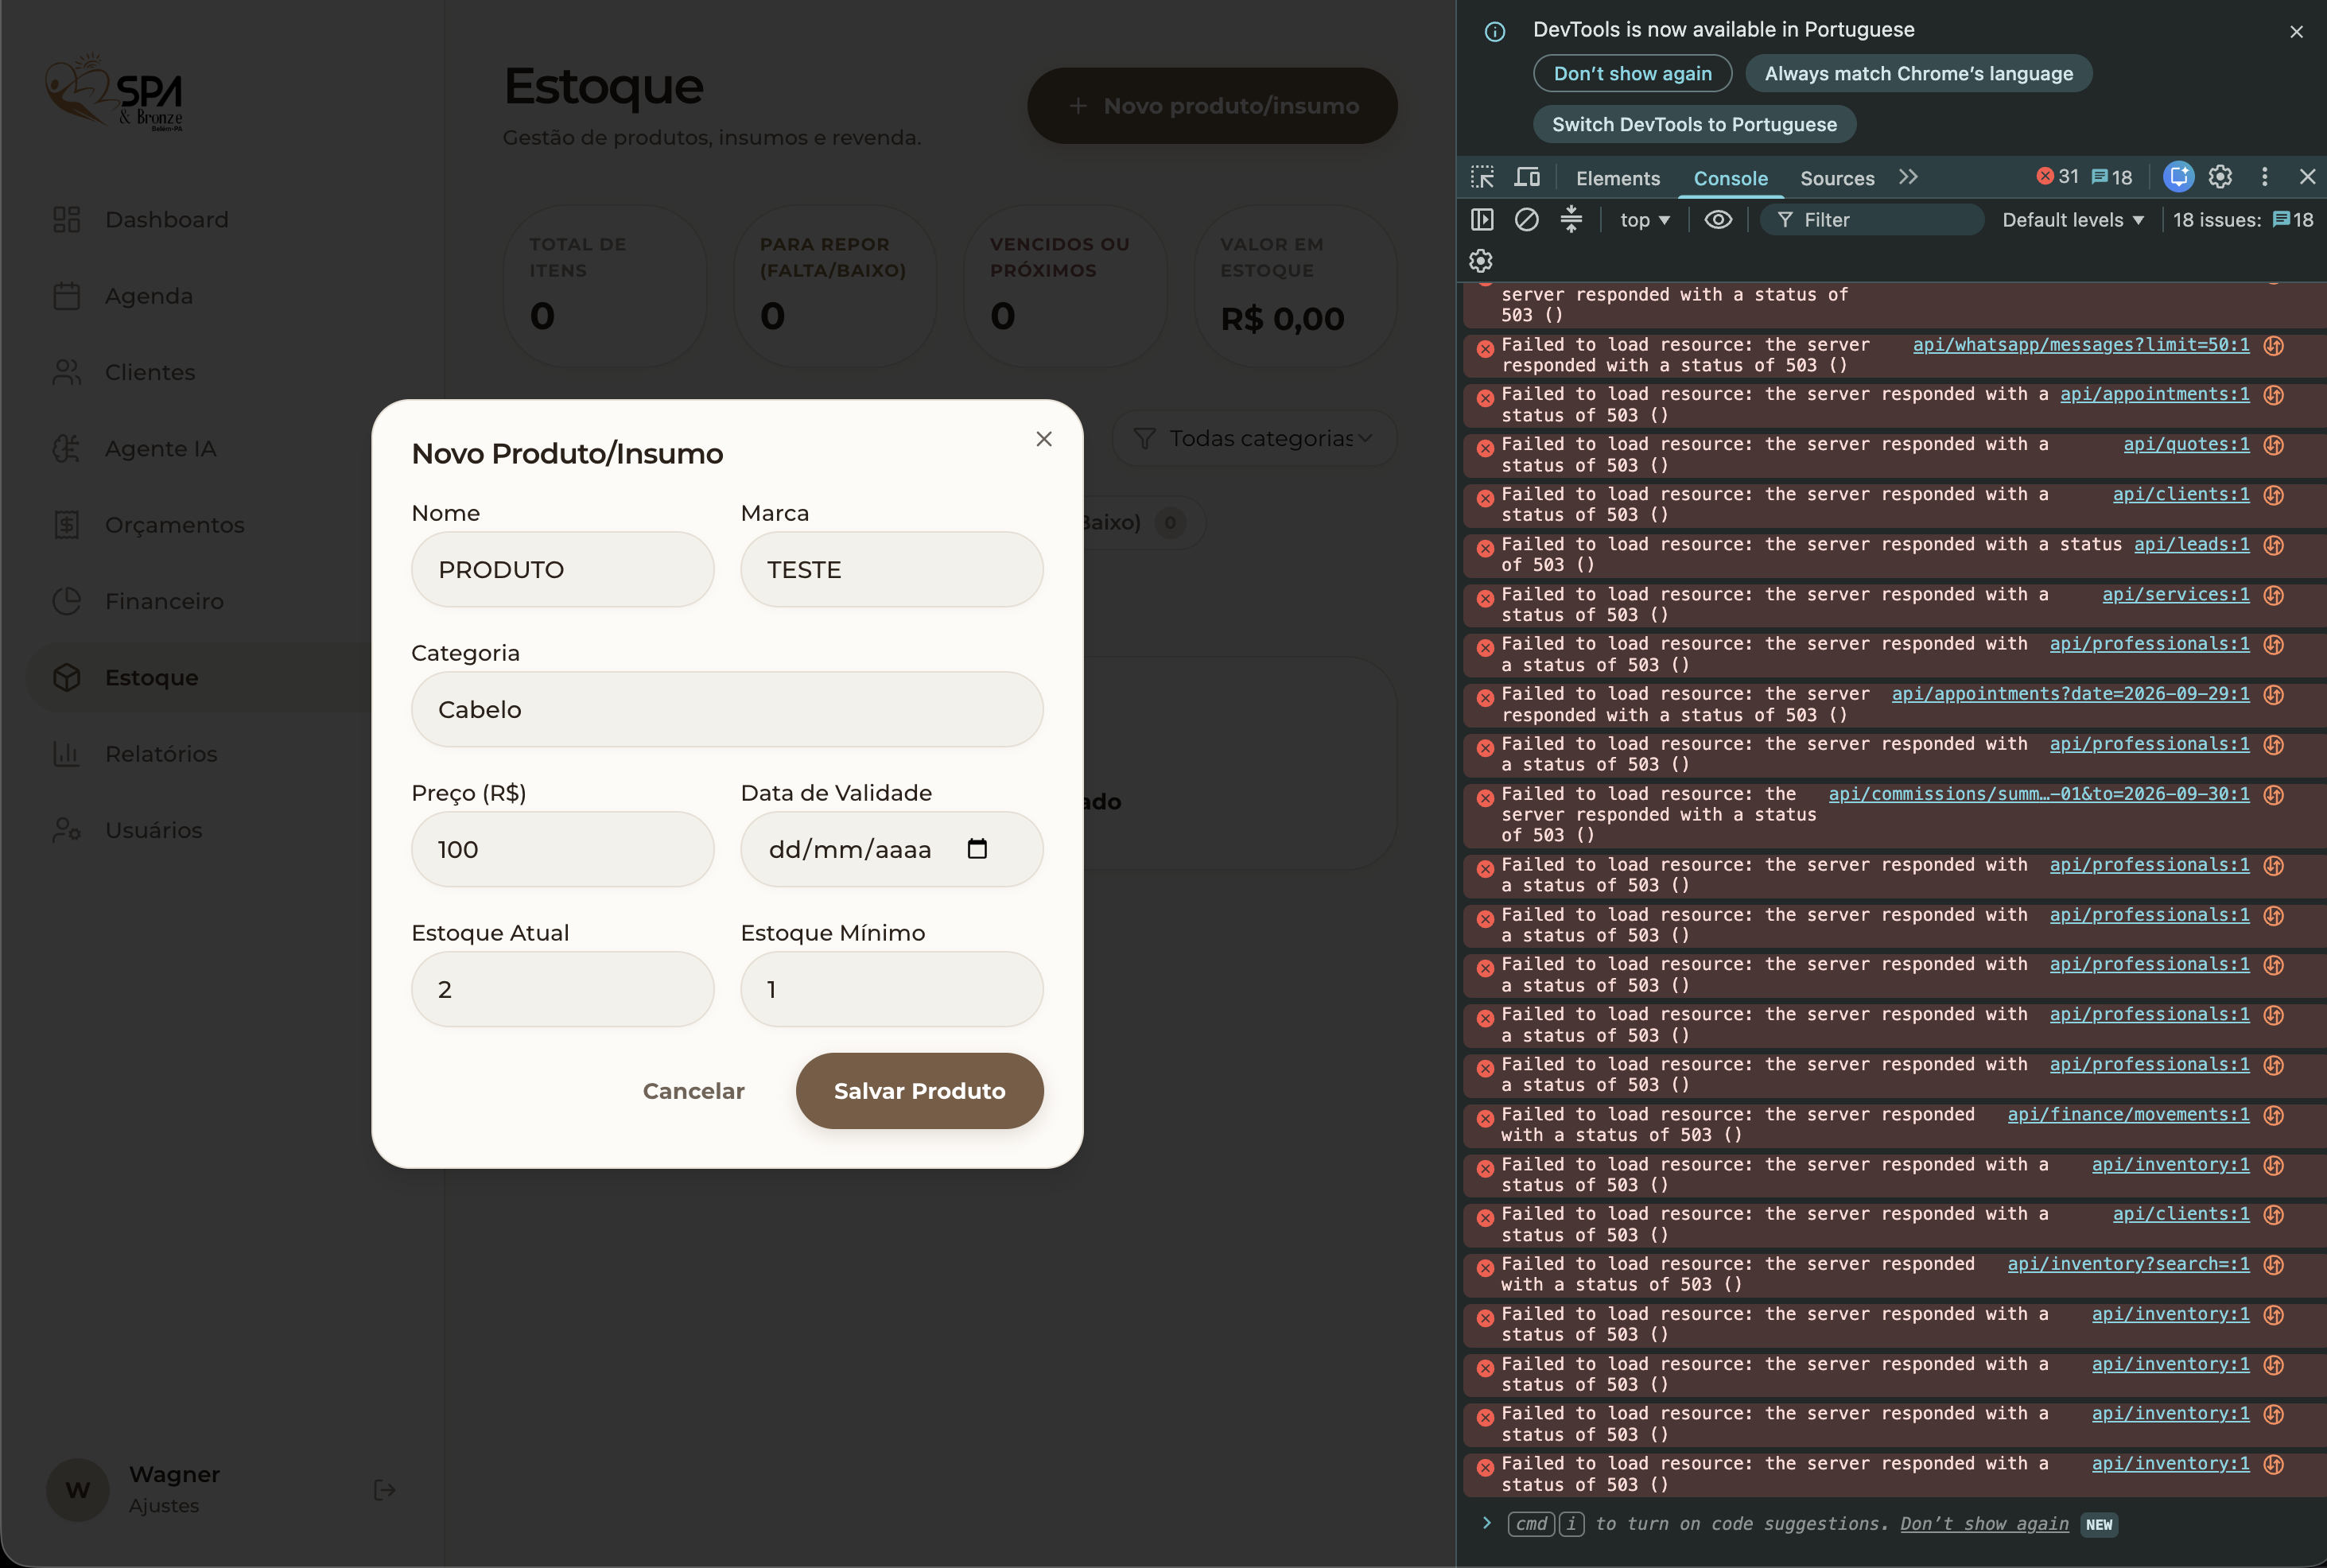 SPA
& Bronze
Belém-PA
Dashboard
Agenda
Clientes
Agente IA
Orçamentos
Financeiro
Estoque
Relatórios
Usuários
W
Wagner
Ajustes
Estoque
Gestão de produtos, insumos e revenda.
+ Novo produto/insumo
TOTAL DE
ITENS
0
PARA REPOR
(FALTA/BAIXO)
0
VENCIDOS OU
PRÓXIMOS
0
VALOR EM
ESTOQUE
R$ 0,00
Todas categorias
Baixo) 0
ado
Novo Produto/Insumo
Nome
PRODUTO
Marca
TESTE
Categoria
Cabelo
Preço (R$)
100
Data de Validade
dd/mm/aaaa
Estoque Atual
2
Estoque Mínimo
1
Cancelar
Salvar Produto
DevTools is now available in Portuguese
Don't show again
Always match Chrome's language
Switch DevTools to Portuguese
Elements
Console
Sources
31
18
top
Filter
Default levels
18 issues:
18
server responded with a status of
503 ()
Failed to load resource: the server api/whatsapp/messages?limit=50:1
responded with a status of 503 ()
Failed to load resource: the server responded with a api/appointments:1
status of 503 ()
Failed to load resource: the server responded with a api/quotes:1
status of 503 ()
Failed to load resource: the server responded with a api/clients:1
status of 503 ()
Failed to load resource: the server responded with a status api/leads:1
of 503 ()
Failed to load resource: the server responded with a api/services:1
status of 503 ()
Failed to load resource: the server responded with api/professionals:1
a status of 503 ()
Failed to load resource: the server api/appointments?date=2026-09-29:1
responded with a status of 503 ()
Failed to load resource: the server responded with api/professionals:1
a status of 503 ()
Failed to load resource: the api/commissions/summ…-01&to=2026-09-30:1
server responded with a status
of 503 ()
Failed to load resource: the server responded with api/professionals:1
a status of 503 ()
Failed to load resource: the server responded with api/professionals:1
a status of 503 ()
Failed to load resource: the server responded with api/professionals:1
a status of 503 ()
Failed to load resource: the server responded with api/professionals:1
a status of 503 ()
Failed to load resource: the server responded with api/professionals:1
a status of 503 ()
Failed to load resource: the server responded api/finance/movements:1
with a status of 503 ()
Failed to load resource: the server responded with a api/inventory:1
status of 503 ()
Failed to load resource: the server responded with a api/clients:1
status of 503 ()
Failed to load resource: the server responded api/inventory?search=:1
with a status of 503 ()
Failed to load resource: the server responded with a api/inventory:1
status of 503 ()
Failed to load resource: the server responded with a api/inventory:1
status of 503 ()
Failed to load resource: the server responded with a api/inventory:1
status of 503 ()
Failed to load resource: the server responded with a api/inventory:1
status of 503 ()
cmd i to turn on code suggestions. Don't show again NEW